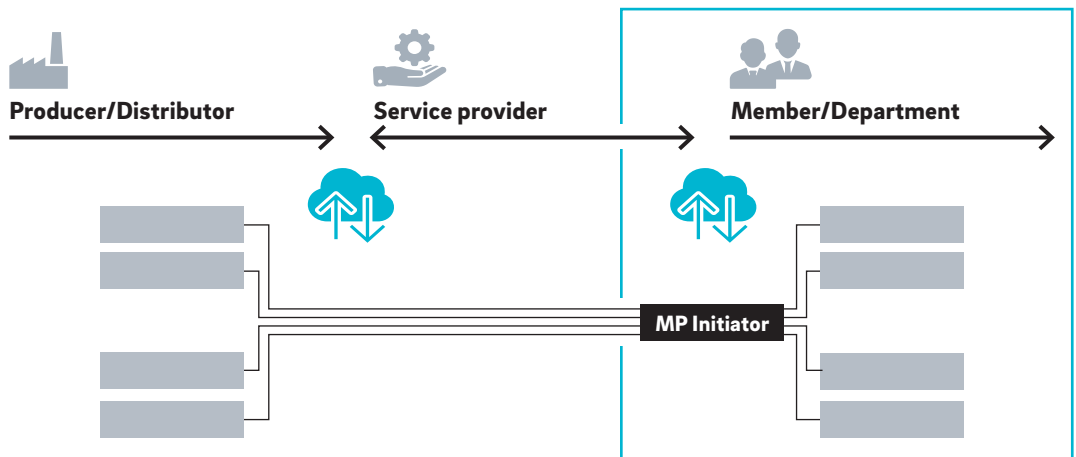 Producer/Distributor
Service provider
Member/Department
MP Initiator